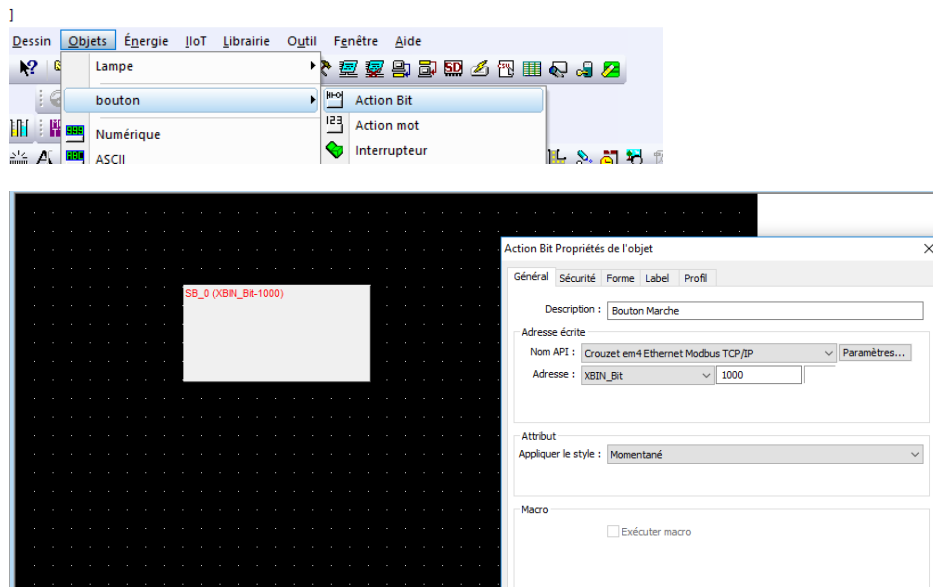 ]
Dessin Objets Énergie IIoT Librairie Outil Fenêtre Aide
Lampe
bouton
Action Bit
Numérique
Action mot
ASCII
Interrupteur
SB_0 (XBIN_Bit-1000)
Action Bit Propriétés de l'objet
Général Sécurité Forme Label Profil
Description : Bouton Marche
Adresse écrite
Nom API : Crouzet em4 Ethernet Modbus TCP/IP Paramètres...
Adresse : XBIN_Bit 1000
Attribut
Appliquer le style : Momentané
Macro
Exécuter macro